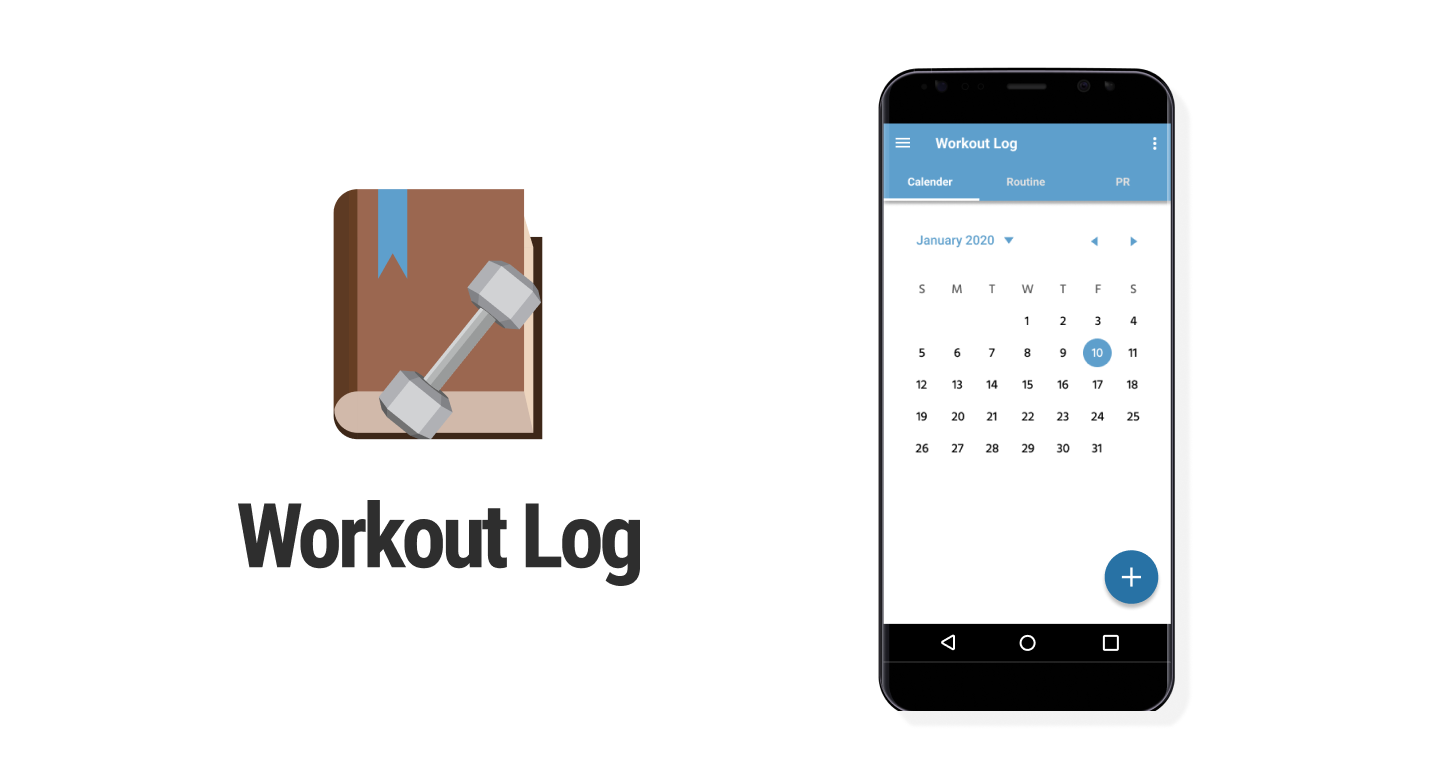 Workout Log
Workout Log
Calender Routine PR
January 2020
S M T W T F S
1 2 3 4
5 6 7 8 9 10 11
12 13 14 15 16 17 18
19 20 21 22 23 24 25
26 27 28 29 30 31